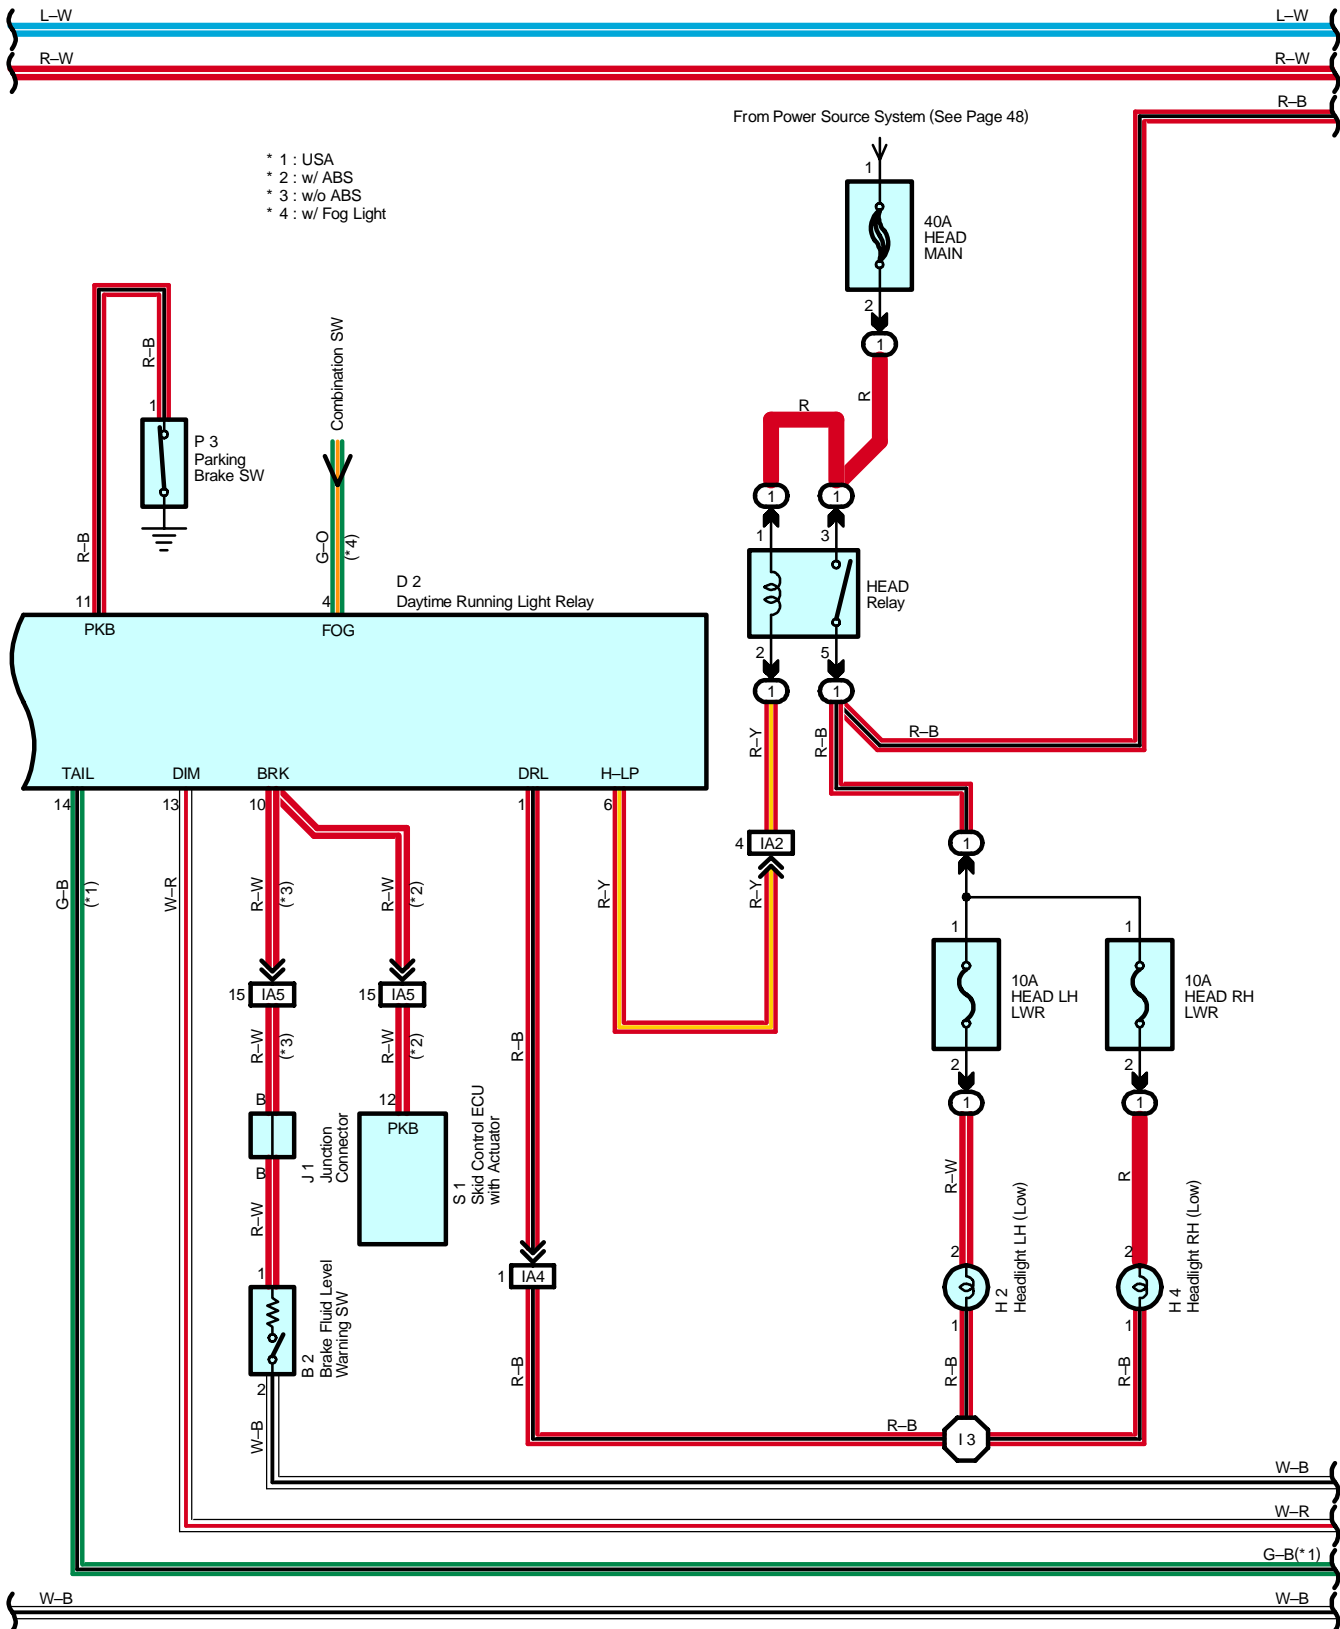 L–W
L–W
R–W
R–W
R–B
From Power Source System (See Page 48)
* 1 : USA
* 2 : w/ ABS
* 3 : w/o ABS
* 4 : w/ Fog Light
1
40A
HEAD
MAIN
2
1
R–B
Combination SW
R
R
1
P 3
Parking
Brake SW
1
1
1
3
R–B
G–O
(*4)
HEAD
Relay
D 2
Daytime Running Light Relay
11
4
PKB
FOG
2
5
1
1
R–Y
R–B
R–B
TAIL
DIM
BRK
DRL
H–LP
14
13
10
1
6
4
IA2
1
G–B
(*1)
W–R
R–W
(*3)
R–W
(*2)
R–Y
R–Y
1
1
15
IA5
15
IA5
10A
HEAD LH
LWR
10A
HEAD RH
LWR
R–W
(*3)
R–W
(*2)
R–B
2
2
B
12
1
1
PKB
J 1
Junction
Connector
S 1
Skid Control ECU
with Actuator
B
R–W
R–W
R
2
2
H 2
Headlight LH (Low)
H 4
Headlight RH (Low)
1
1
IA4
1
1
B 2
Brake Fluid Level
Warning SW
2
R–B
R–B
R–B
W–B
R–B
I 3
W–B
W–R
G–B(*1)
W–B
W–B